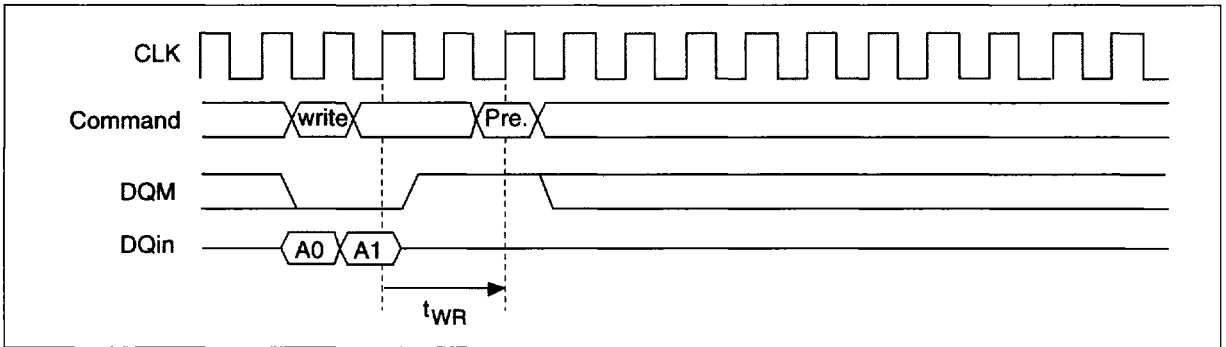 CLK
Command write Pre.
DQM
DQin A0 A1
tWR